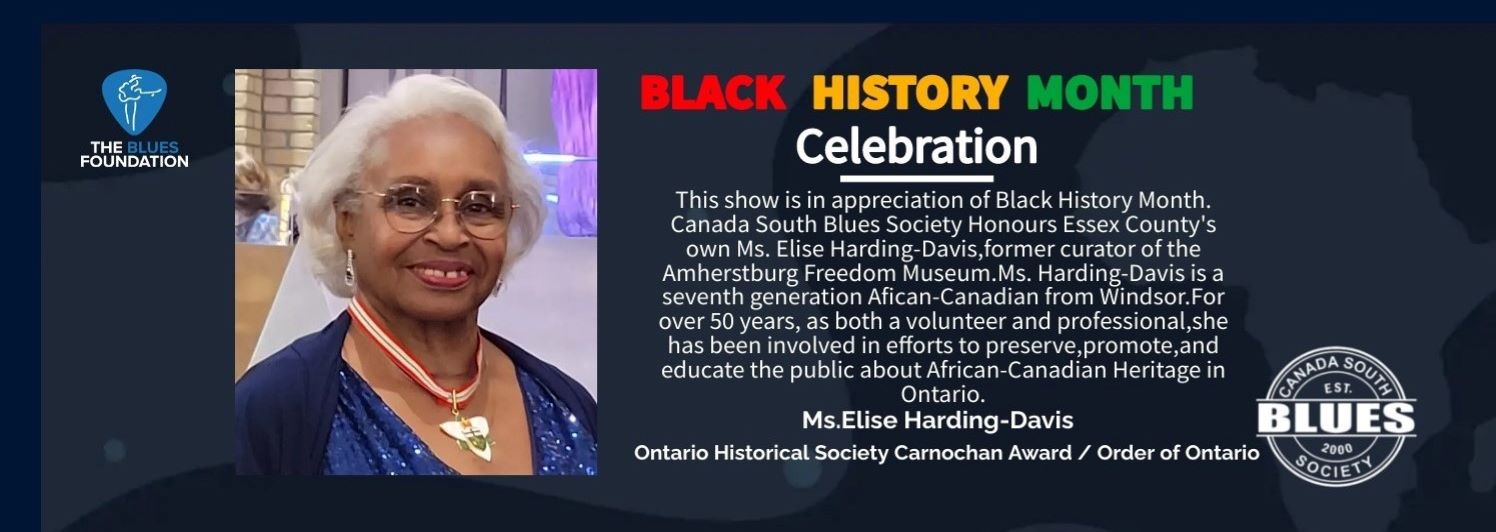 THE BLUES
FOUNDATION
BLACK HISTORY MONTH
Celebration
This show is in appreciation of Black History Month.
Canada South Blues Society Honours Essex County's
own Ms. Elise Harding-Davis,former curator of the
Amherstburg Freedom Museum.Ms. Harding-Davis is a
seventh generation Afican-Canadian from Windsor.For
over 50 years, as both a volunteer and professional,she
has been involved in efforts to preserve,promote,and
educate the public about African-Canadian Heritage in
Ontario.
Ms.Elise Harding-Davis
Ontario Historical Society Carnochan Award / Order of Ontario
CANADA SOUTH
EST.
BLUES
2000
SOCIETY